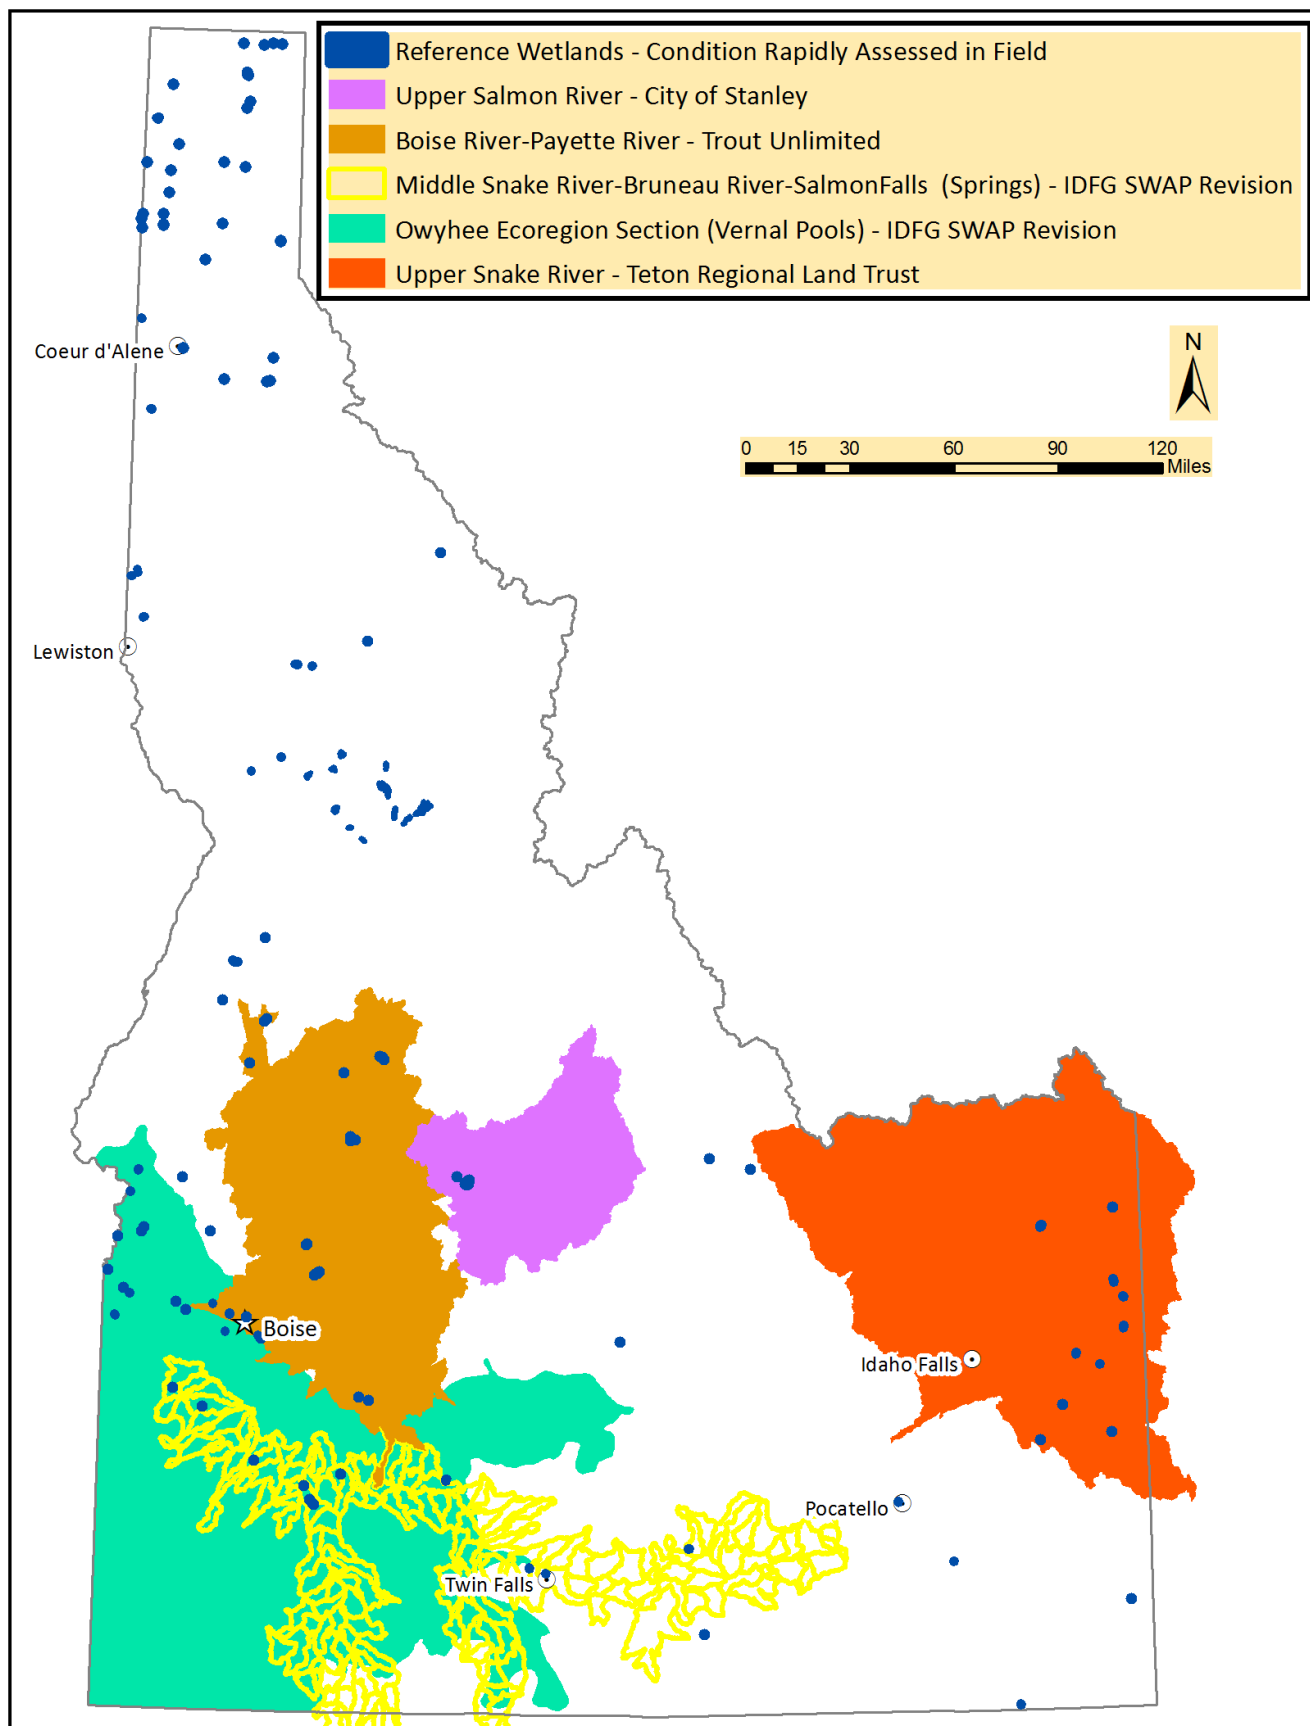 Reference Wetlands - Condition Rapidly Assessed in Field
Upper Salmon River - City of Stanley
Boise River-Payette River - Trout Unlimited
Middle Snake River-Bruneau River-SalmonFalls (Springs) - IDFG SWAP Revision
Owyhee Ecoregion Section (Vernal Pools) - IDFG SWAP Revision
Upper Snake River - Teton Regional Land Trust
N
Coeur d'Alene
0 15 30 60 90 120
Miles
Lewiston
Boise
Idaho Falls
Pocatello
Twin Falls